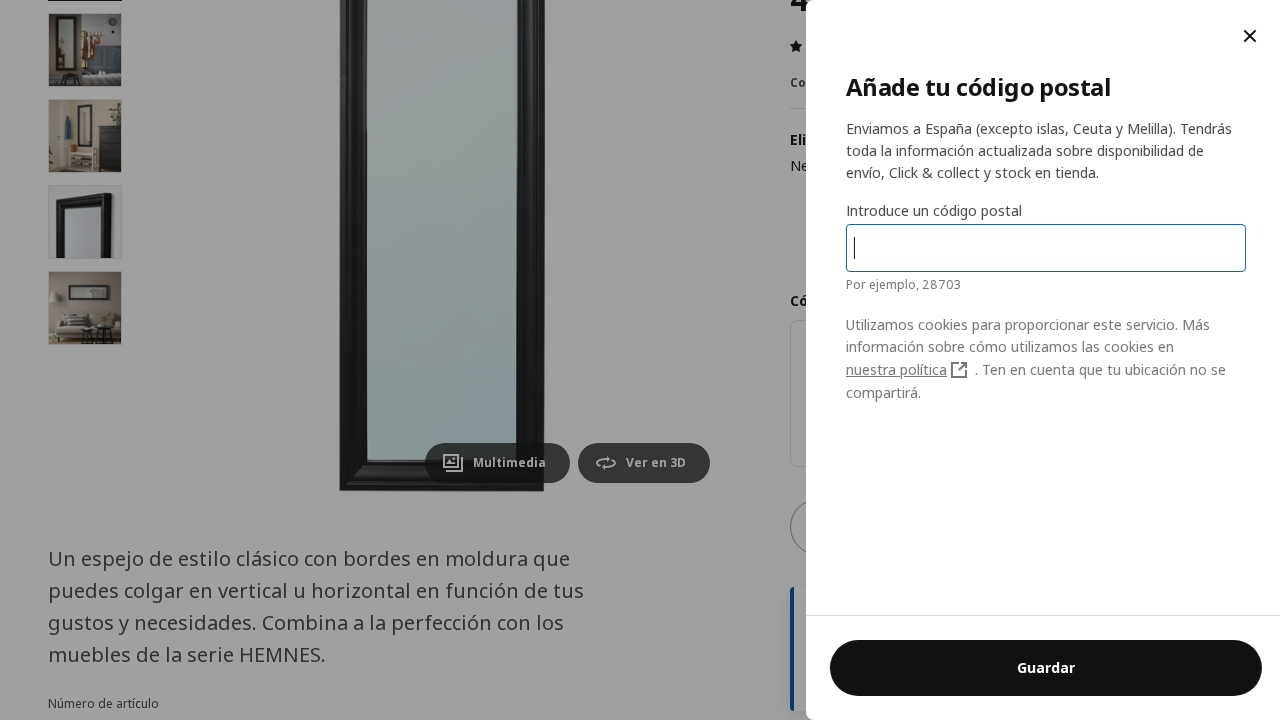 Añade tu código postal
Enviamos a España (excepto islas, Ceuta y Melilla). Tendrás
toda la información actualizada sobre disponibilidad de
envío, Click & collect y stock en tienda.
Introduce un código postal
Por ejemplo, 28703
Utilizamos cookies para proporcionar este servicio. Más
información sobre cómo utilizamos las cookies en
nuestra política . Ten en cuenta que tu ubicación no se
compartirá.
Guardar
Multimedia
Ver en 3D
Un espejo de estilo clásico con bordes en moldura que
puedes colgar en vertical u horizontal en función de tus
gustos y necesidades. Combina a la perfección con los
muebles de la serie HEMNES.
Número de artículo